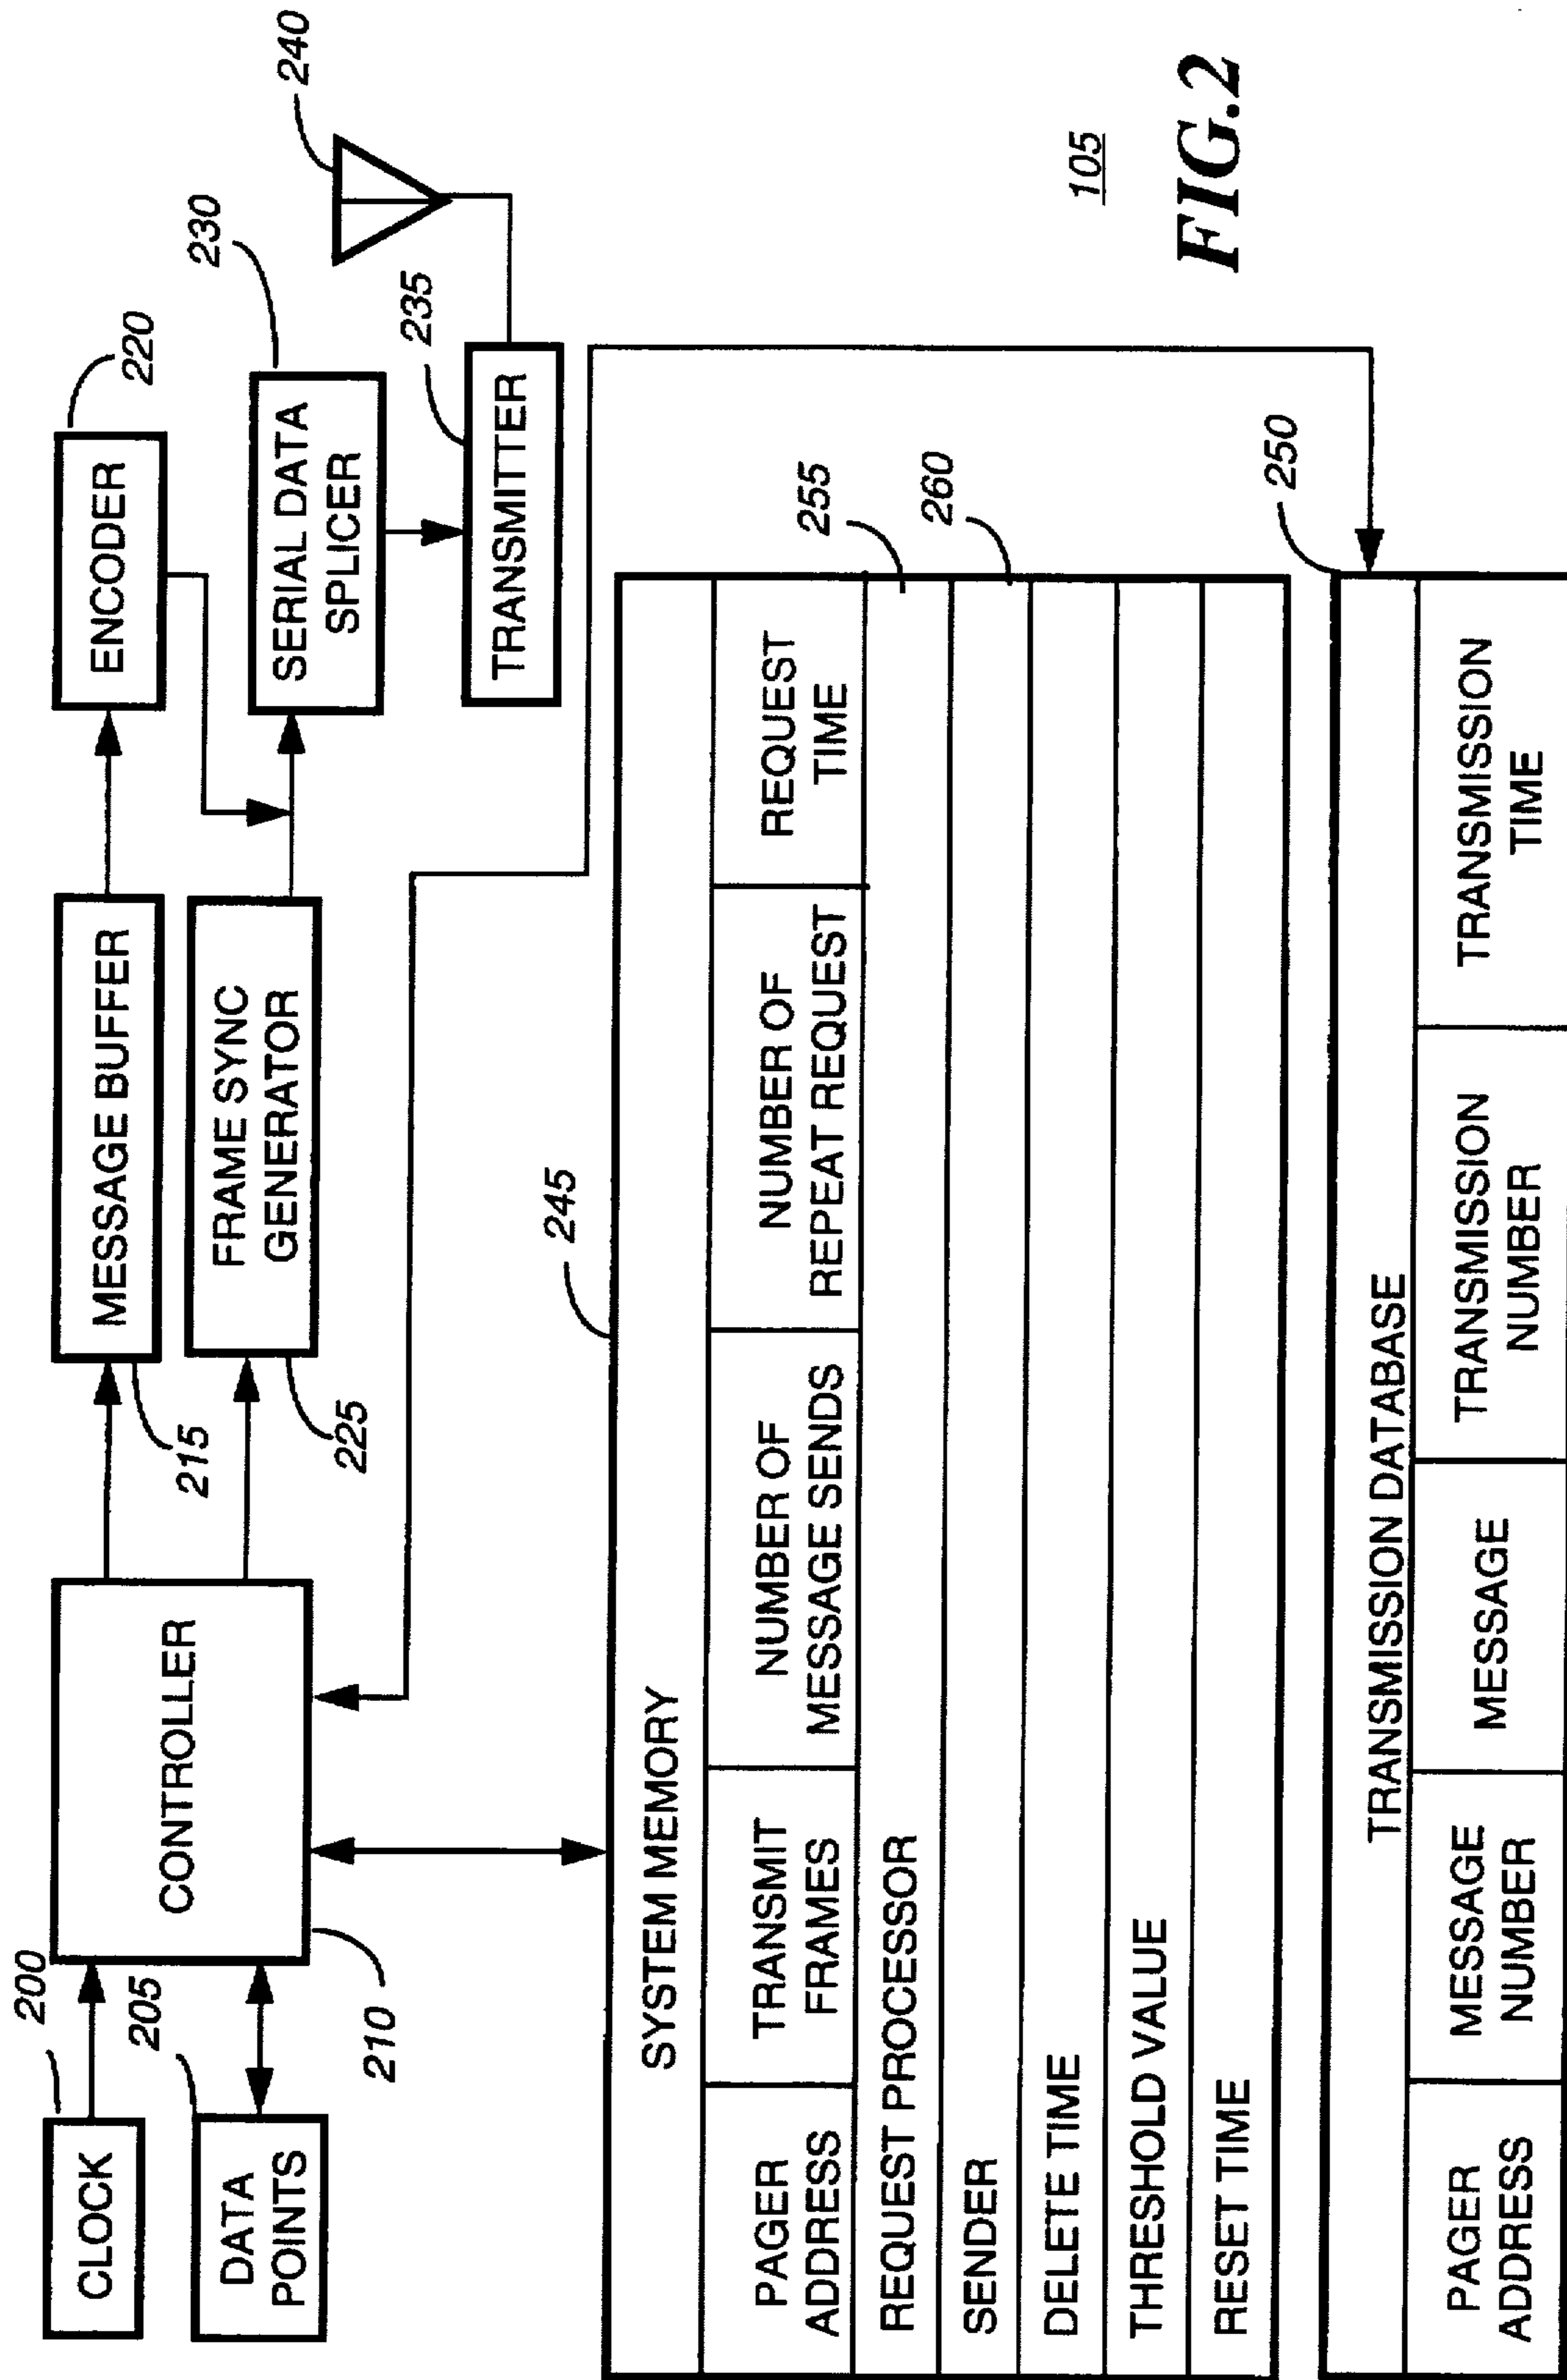 200
CLOCK
205
DATA
POINTS
CONTROLLER
210
MESSAGE BUFFER
215
FRAME SYNC
GENERATOR
225
ENCODER
220
SERIAL DATA
SPLICER
230
TRANSMITTER
235
240
245
SYSTEM MEMORY
PAGER
ADDRESS
TRANSMIT
FRAMES
NUMBER OF
MESSAGE SENDS
NUMBER OF
REPEAT REQUEST
REQUEST
TIME
REQUEST PROCESSOR
255
SENDER
260
DELETE TIME
THRESHOLD VALUE
RESET TIME
250
TRANSMISSION DATABASE
PAGER
ADDRESS
MESSAGE
NUMBER
MESSAGE
TRANSMISSION
NUMBER
TRANSMISSION
TIME
105
FIG.2